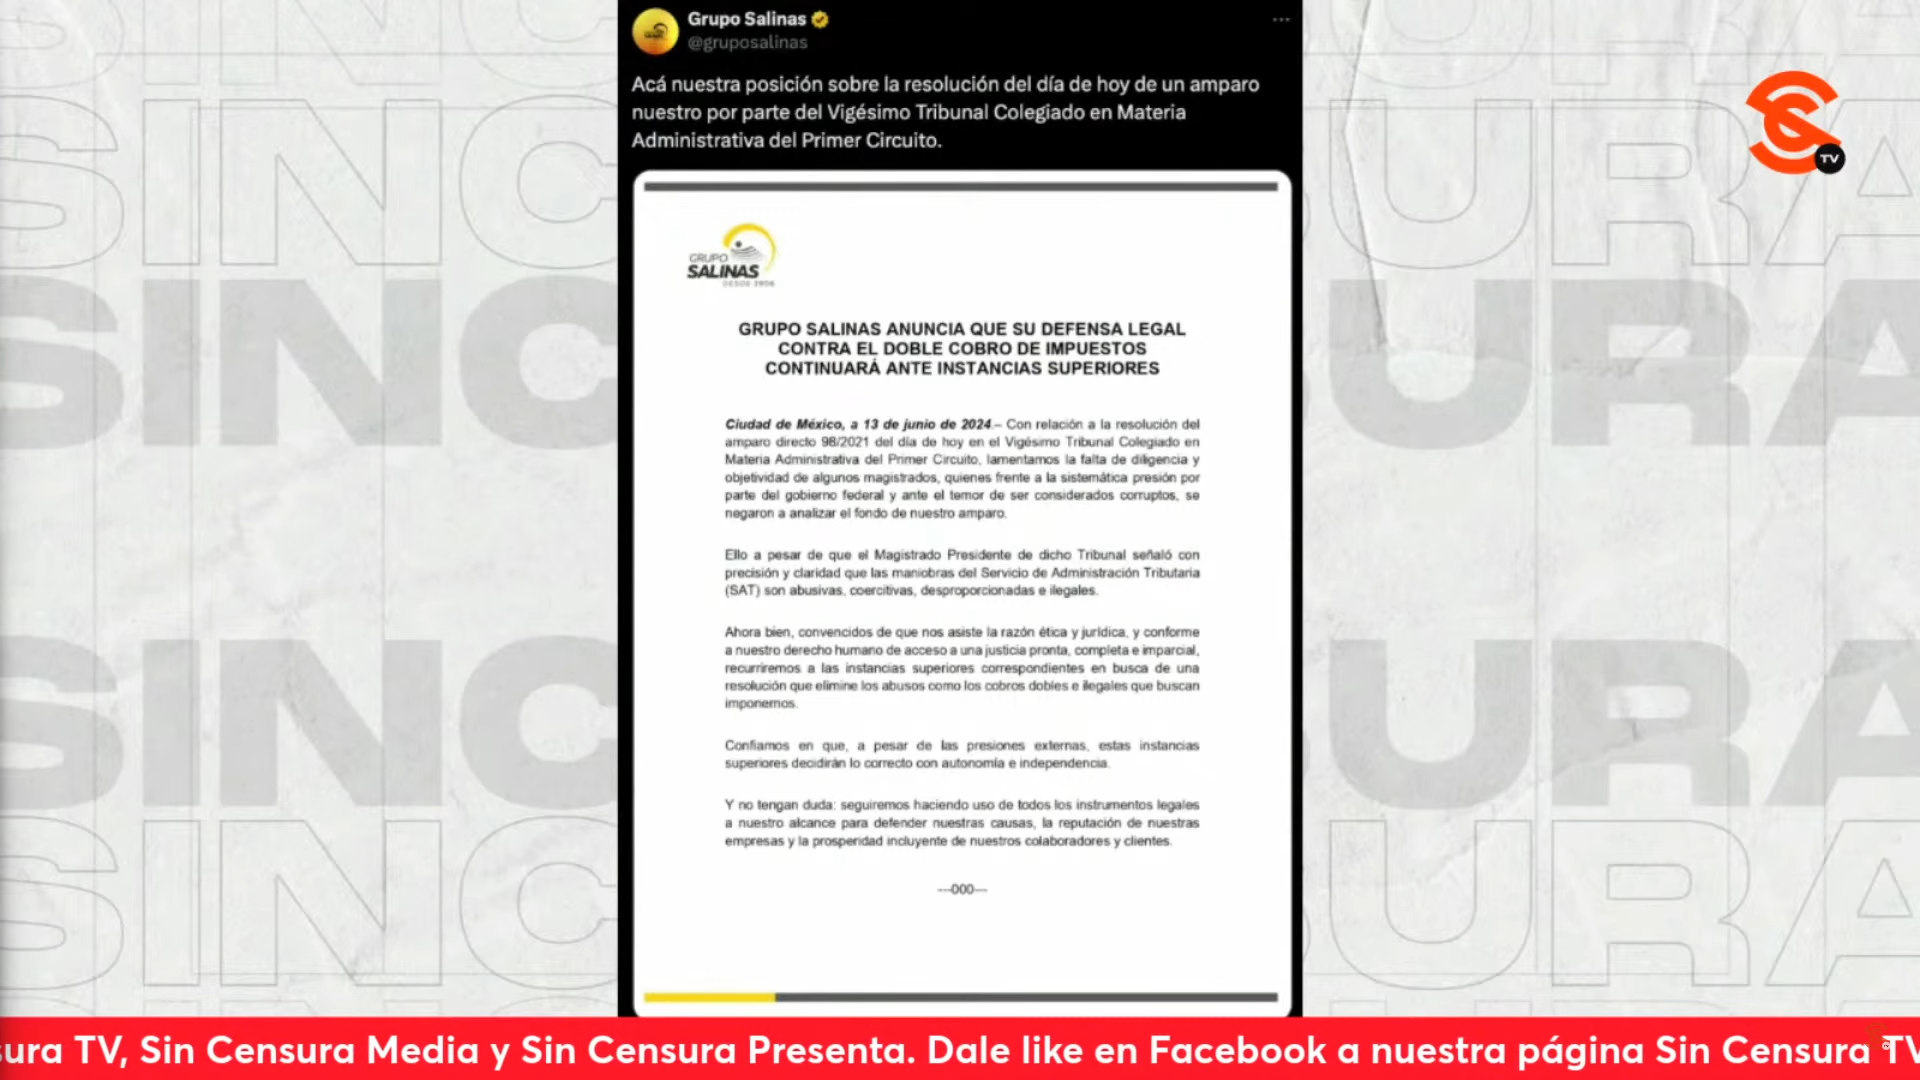 Grupo Salinas
@gruposalinas
Acá nuestra posición sobre la resolución del día de hoy de un amparo
nuestro por parte del Vigésimo Tribunal Colegiado en Materia
Administrativa del Primer Circuito.
GRUPO
SALINAS
DESDE 1906
GRUPO SALINAS ANUNCIA QUE SU DEFENSA LEGAL
CONTRA EL DOBLE COBRO DE IMPUESTOS
CONTINUARÁ ANTE INSTANCIAS SUPERIORES
Ciudad de México, a 13 de junio de 2024.– Con relación a la resolución del
amparo directo 98/2021 del día de hoy en el Vigésimo Tribunal Colegiado en
Materia Administrativa del Primer Circuito, lamentamos la falta de diligencia y
objetividad de algunos magistrados, quienes frente a la sistemática presión por
parte del gobierno federal y ante el temor de ser considerados corruptos, se
negaron a analizar el fondo de nuestro amparo.
Ello a pesar de que el Magistrado Presidente de dicho Tribunal señaló con
precisión y claridad que las maniobras del Servicio de Administración Tributaria
(SAT) son abusivas, coercitivas, desproporcionadas e ilegales.
Ahora bien, convencidos de que nos asiste la razón ética y jurídica, y conforme
a nuestro derecho humano de acceso a una justicia pronta, completa e imparcial,
recurriremos a las instancias superiores correspondientes en busca de una
resolución que elimine los abusos como los cobros dobles e ilegales que buscan
imponernos.
Confiamos en que, a pesar de las presiones externas, estas instancias
superiores decidirán lo correcto con autonomía e independencia.
Y no tengan duda: seguiremos haciendo uso de todos los instrumentos legales
a nuestro alcance para defender nuestras causas, la reputación de nuestras
empresas y la prosperidad incluyente de nuestros colaboradores y clientes.
---000---
TV
SINC
SINC
SINC
SINC
SINC
URA
URA
URA
URA
sura TV, Sin Censura Media y Sin Censura Presenta. Dale like en Facebook a nuestra página Sin Censura TV